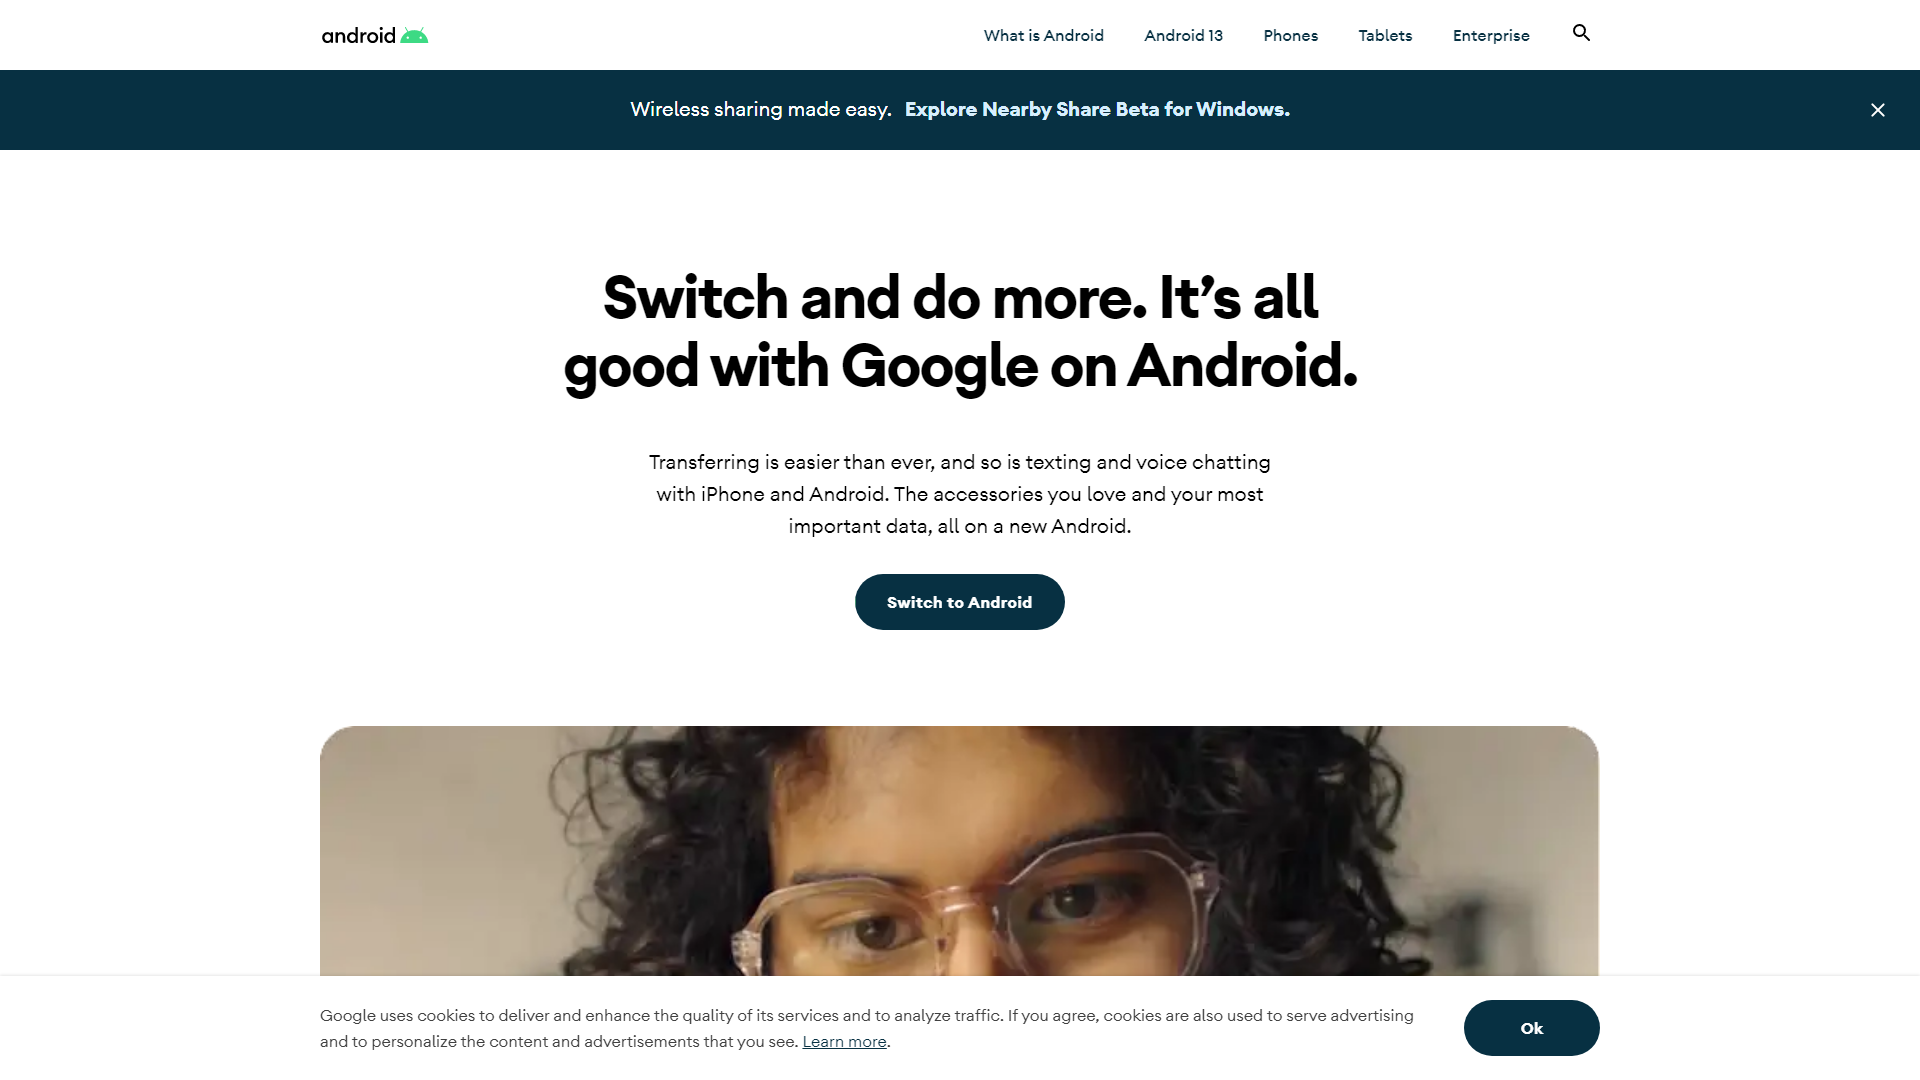 android
What is Android
Android 13
Phones
Tablets
Enterprise
Wireless sharing made easy. Explore Nearby Share Beta for Windows.
Switch and do more. It’s all
good with Google on Android.
Transferring is easier than ever, and so is texting and voice chatting
with iPhone and Android. The accessories you love and your most
important data, all on a new Android.
Switch to Android
Google uses cookies to deliver and enhance the quality of its services and to analyze traffic. If you agree, cookies are also used to serve advertising
and to personalize the content and advertisements that you see. Learn more.
Ok